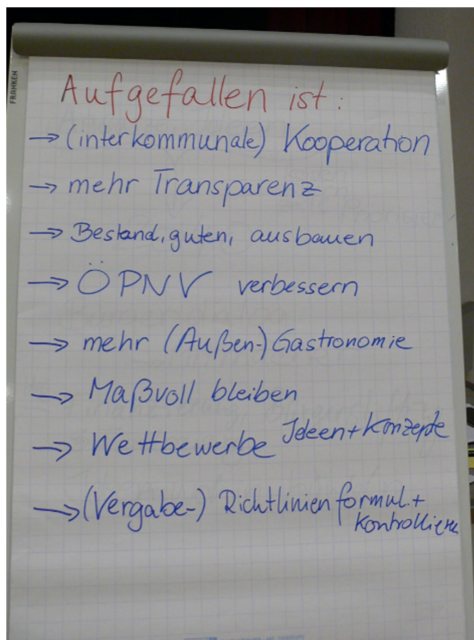 FRANKEN
Aufgefallen ist:
→ (interkommunale) Kooperation
→ mehr Transparenz
→ Bestand, guten, ausbauen
→ ÖPNV verbessern
→ mehr (Außen-) Gastronomie
→ Maßvoll bleiben
→ Wettbewerbe Ideen + Konzepte
→ (Vergabe-) Richtlinien formul. +
kontrollieren